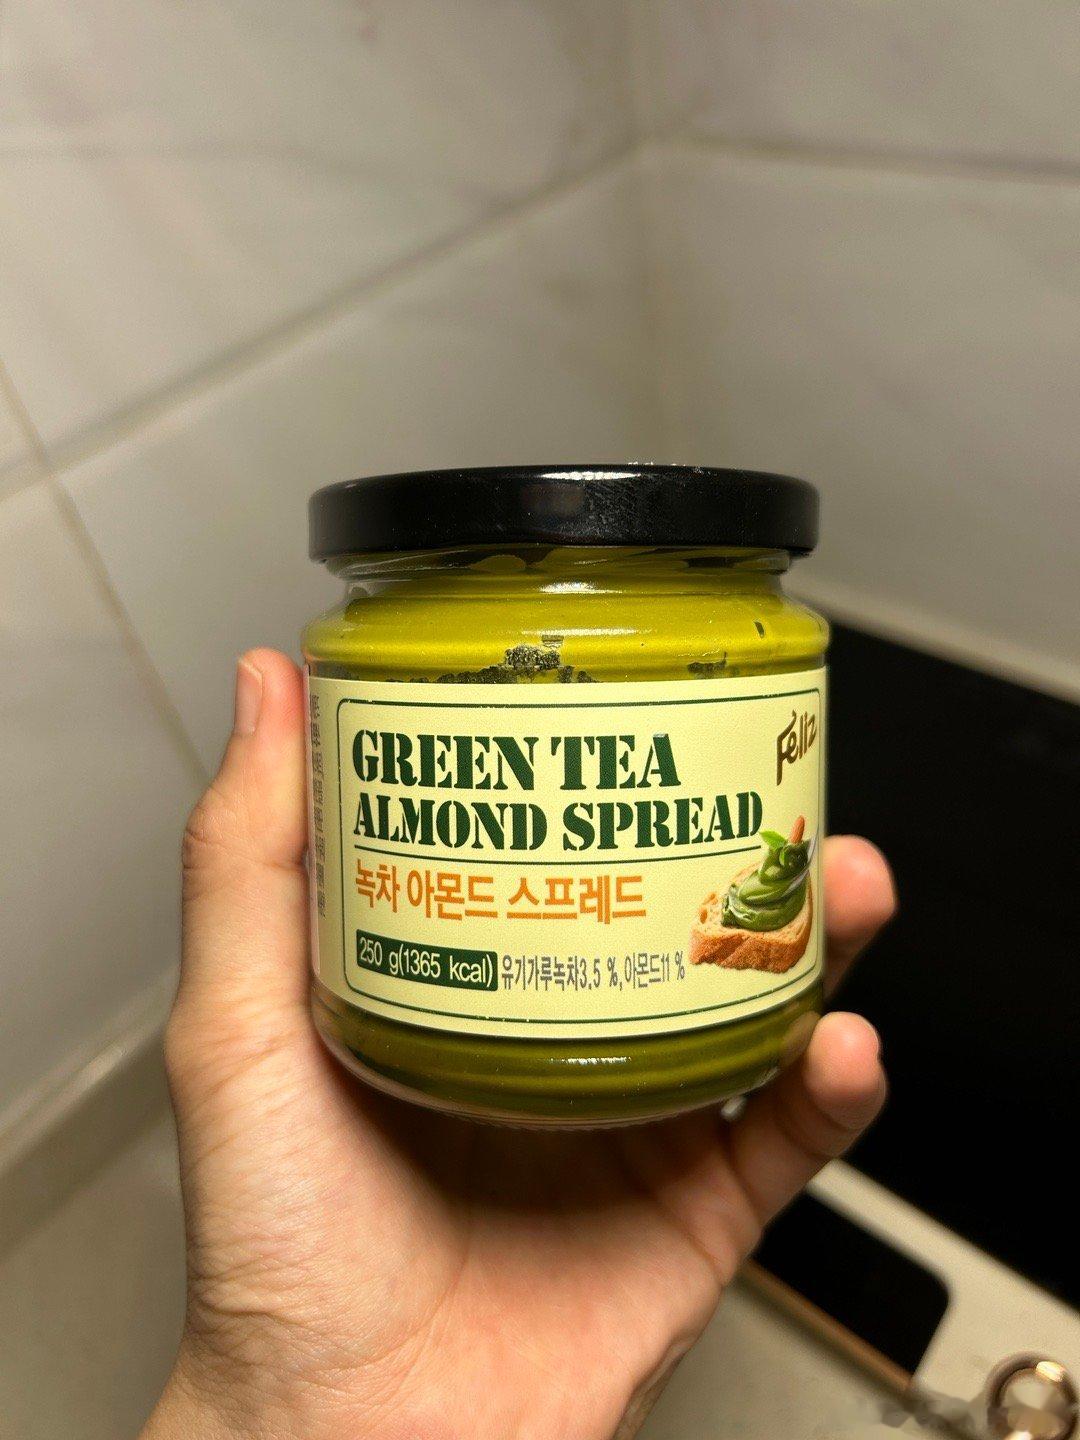 Feliz
GREEN TEA
ALMOND SPREAD
녹차 아몬드 스프레드
250 g(1365 kcal) 유기가루녹차3.5 %,아몬드11 %